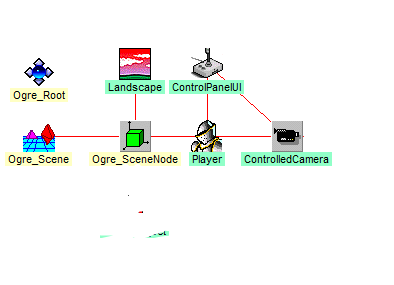 Landscape
ControlPanelUI
Ogre_Root
Ogre_Scene
Ogre_SceneNode
Player
ControlledCamera